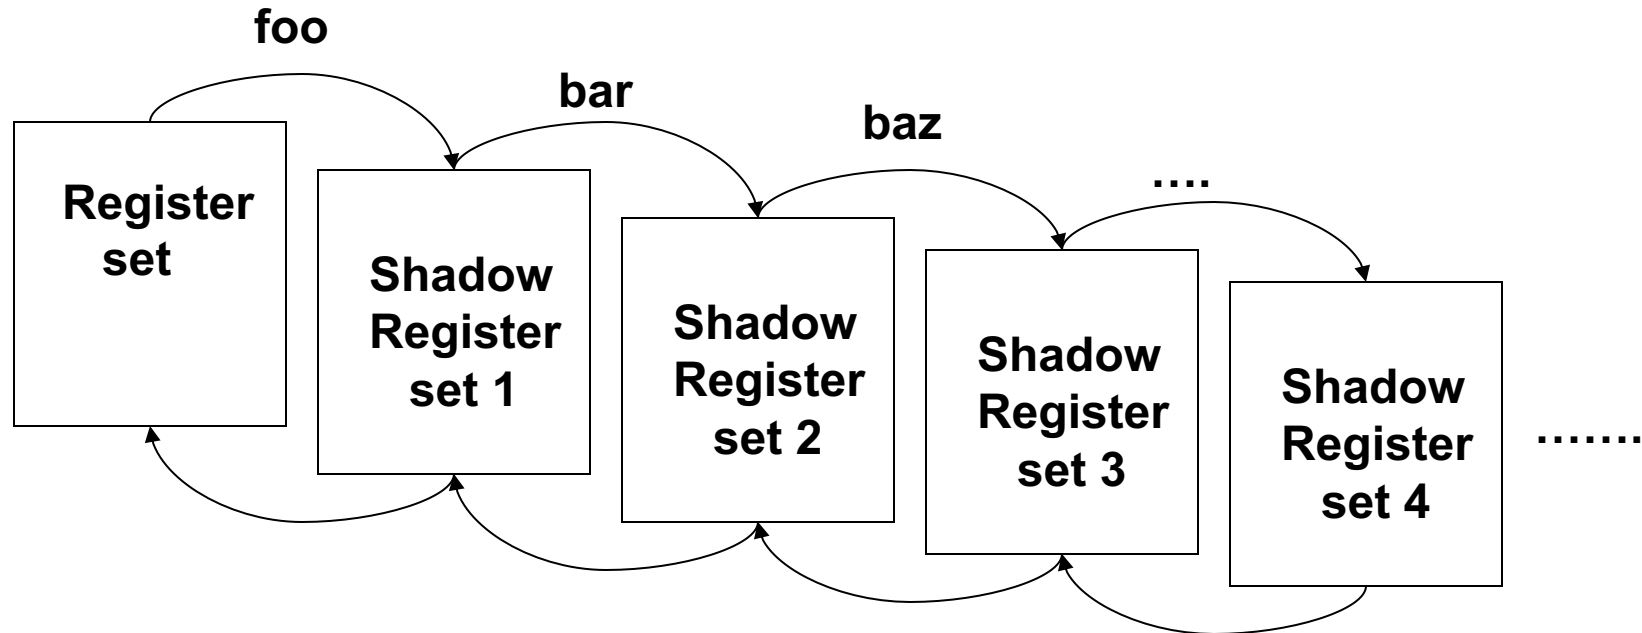 foo
bar
baz
....
Register
set
Shadow
Register
set 1
Shadow
Register
set 2
Shadow
Register
set 3
Shadow
Register
set 4
.......